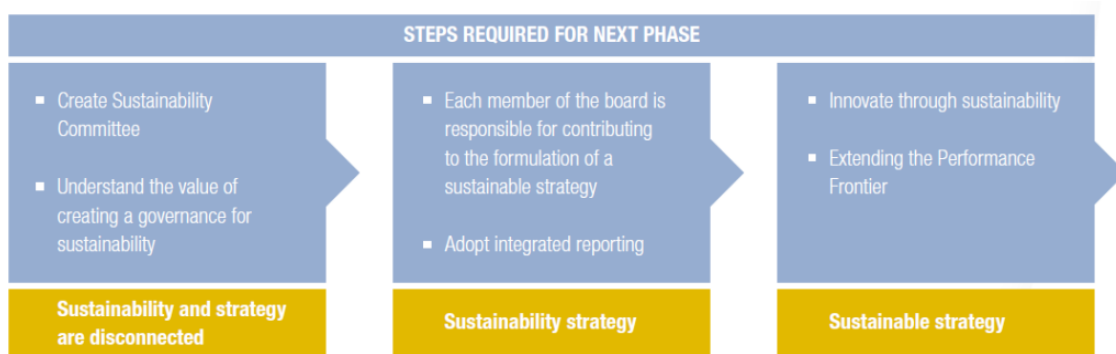 STEPS REQUIRED FOR NEXT PHASE
▪ Create Sustainability
Committee
▪ Understand the value of
creating a governance for
sustainability
Sustainability and strategy
are disconnected
▪ Each member of the board is
responsible for contributing
to the formulation of a
sustainable strategy
▪ Adopt integrated reporting
Sustainability strategy
▪ Innovate through sustainability
▪ Extending the Performance
Frontier
Sustainable strategy